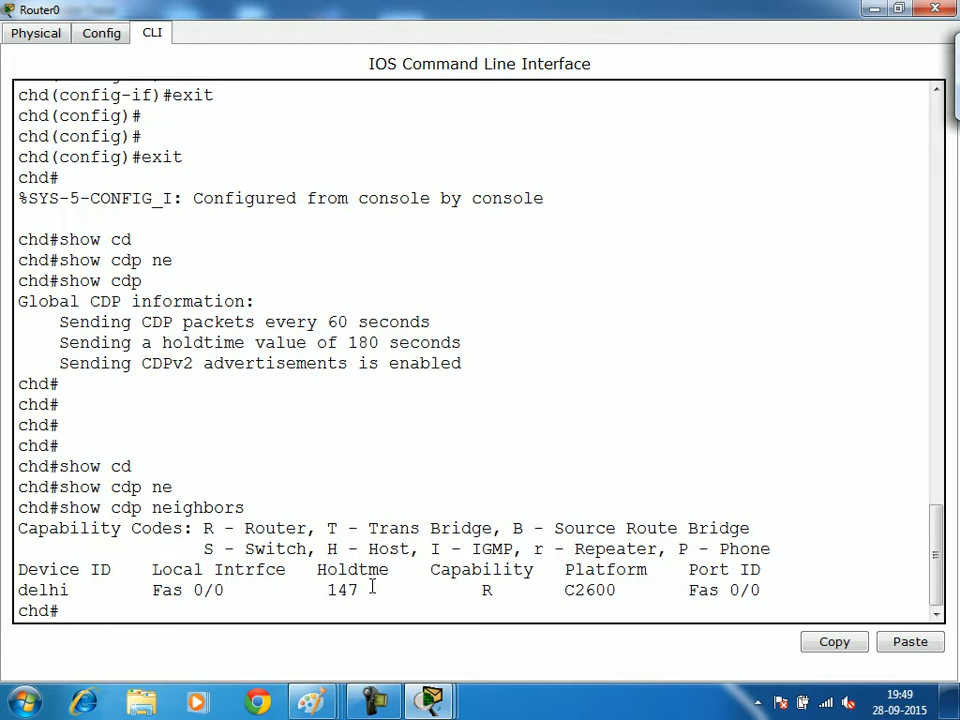 Router0
Physical Config CLI
IOS Command Line Interface
chd(config-if)#exit
chd(config)#
chd(config)#
chd(config)#exit
chd#
%SYS-5-CONFIG_I: Configured from console by console
chd#show cd
chd#show cdp ne
chd#show cdp
Global CDP information:
Sending CDP packets every 60 seconds
Sending a holdtime value of 180 seconds
Sending CDPv2 advertisements is enabled
chd#
chd#
chd#
chd#
chd#show cd
chd#show cdp ne
chd#show cdp neighbors
Capability Codes: R - Router, T - Trans Bridge, B - Source Route Bridge
S - Switch, H - Host, I - IGMP, r - Repeater, P - Phone
Device ID Local Intrfce Holdtme Capability Platform Port ID
delhi Fas 0/0 147 R C2600 Fas 0/0
chd#
Copy Paste
19:49
28-09-2015